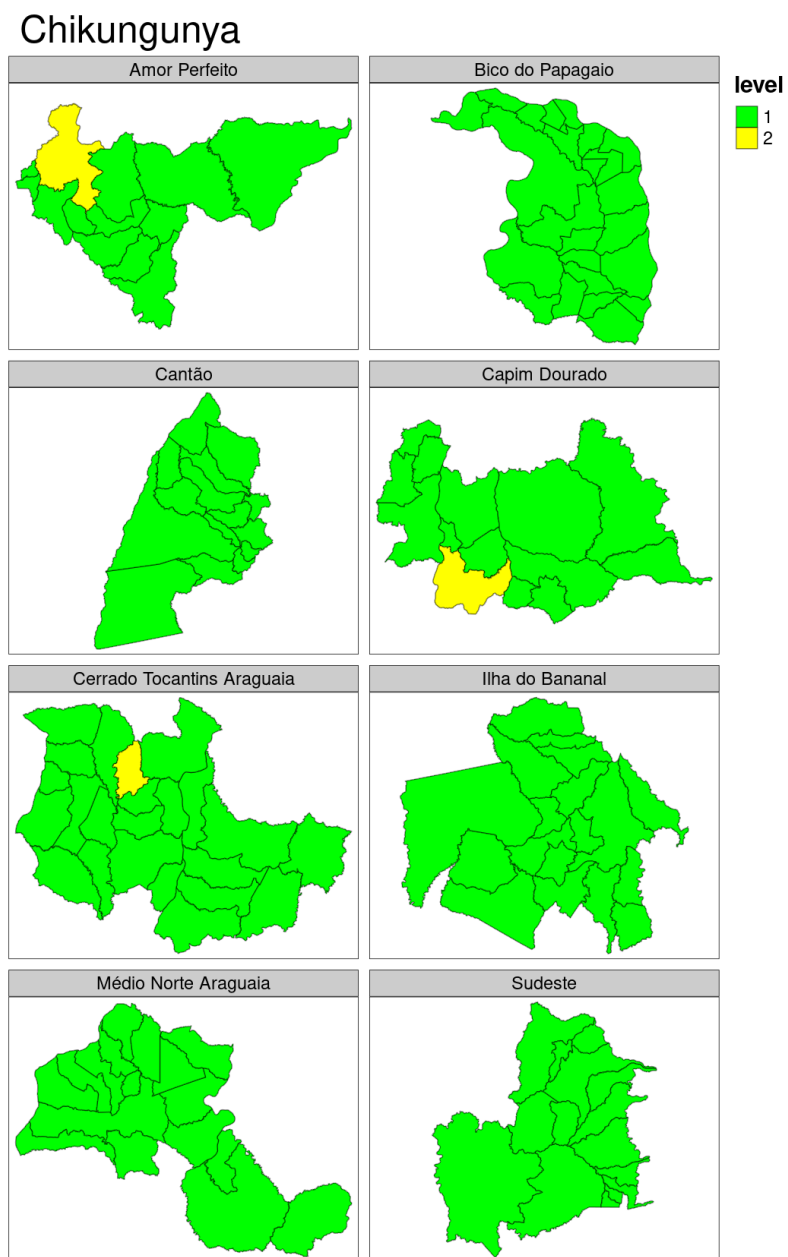 Chikungunya
Amor Perfeito
Bico do Papagaio
level
1
2
Cantão
Capim Dourado
Cerrado Tocantins Araguaia
Ilha do Bananal
Médio Norte Araguaia
Sudeste